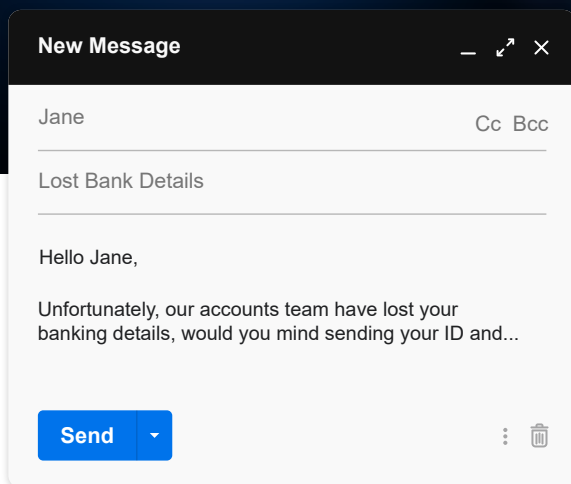 New Message
Jane
Cc Bcc
Lost Bank Details
Hello Jane,
Unfortunately, our accounts team have lost your
banking details, would you mind sending your ID and...
Send